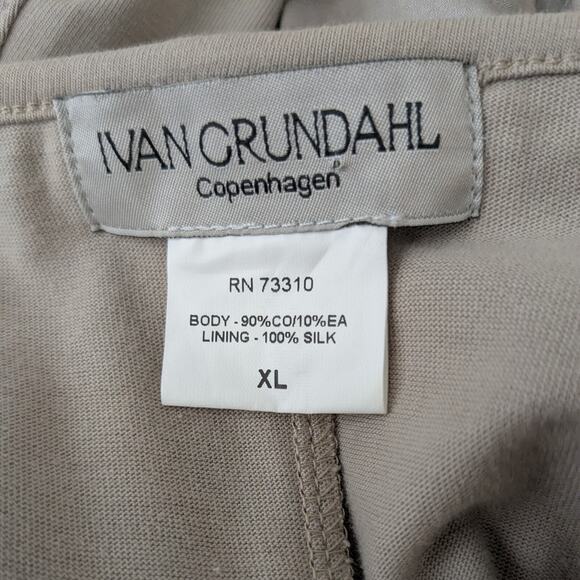 IVAN GRUNDAHL
Copenhagen
RN 73310
BODY - 90%CO/10%EA
LINING - 100% SILK
XL